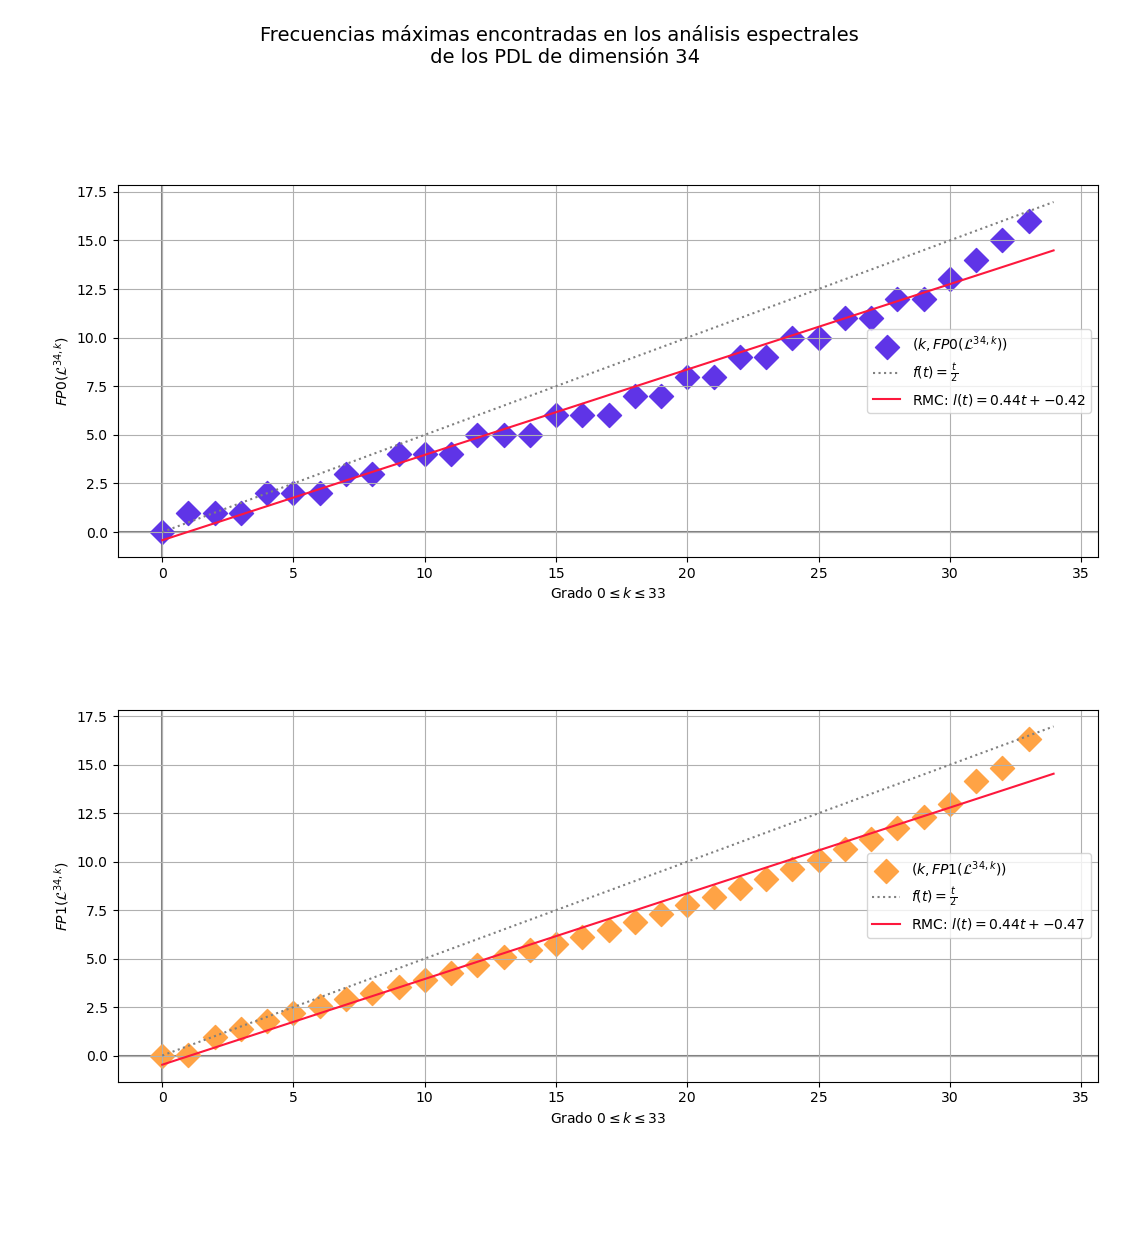 Frecuencias máximas encontradas en los análisis espectrales
de los PDL de dimensión 34
17.5
15.0
12.5
10.0
7.5
5.0
2.5
0.0
FP0(ℒ^{34,k})
(k, FP0(ℒ^{34,k}))
f(t) = t/2
RMC: l(t) = 0.44t + −0.42
0 5 10 15 20 25 30 35
Grado 0 ≤ k ≤ 33
17.5
15.0
12.5
10.0
7.5
5.0
2.5
0.0
FP1(ℒ^{34,k})
(k, FP1(ℒ^{34,k}))
f(t) = t/2
RMC: l(t) = 0.44t + −0.47
0 5 10 15 20 25 30 35
Grado 0 ≤ k ≤ 33